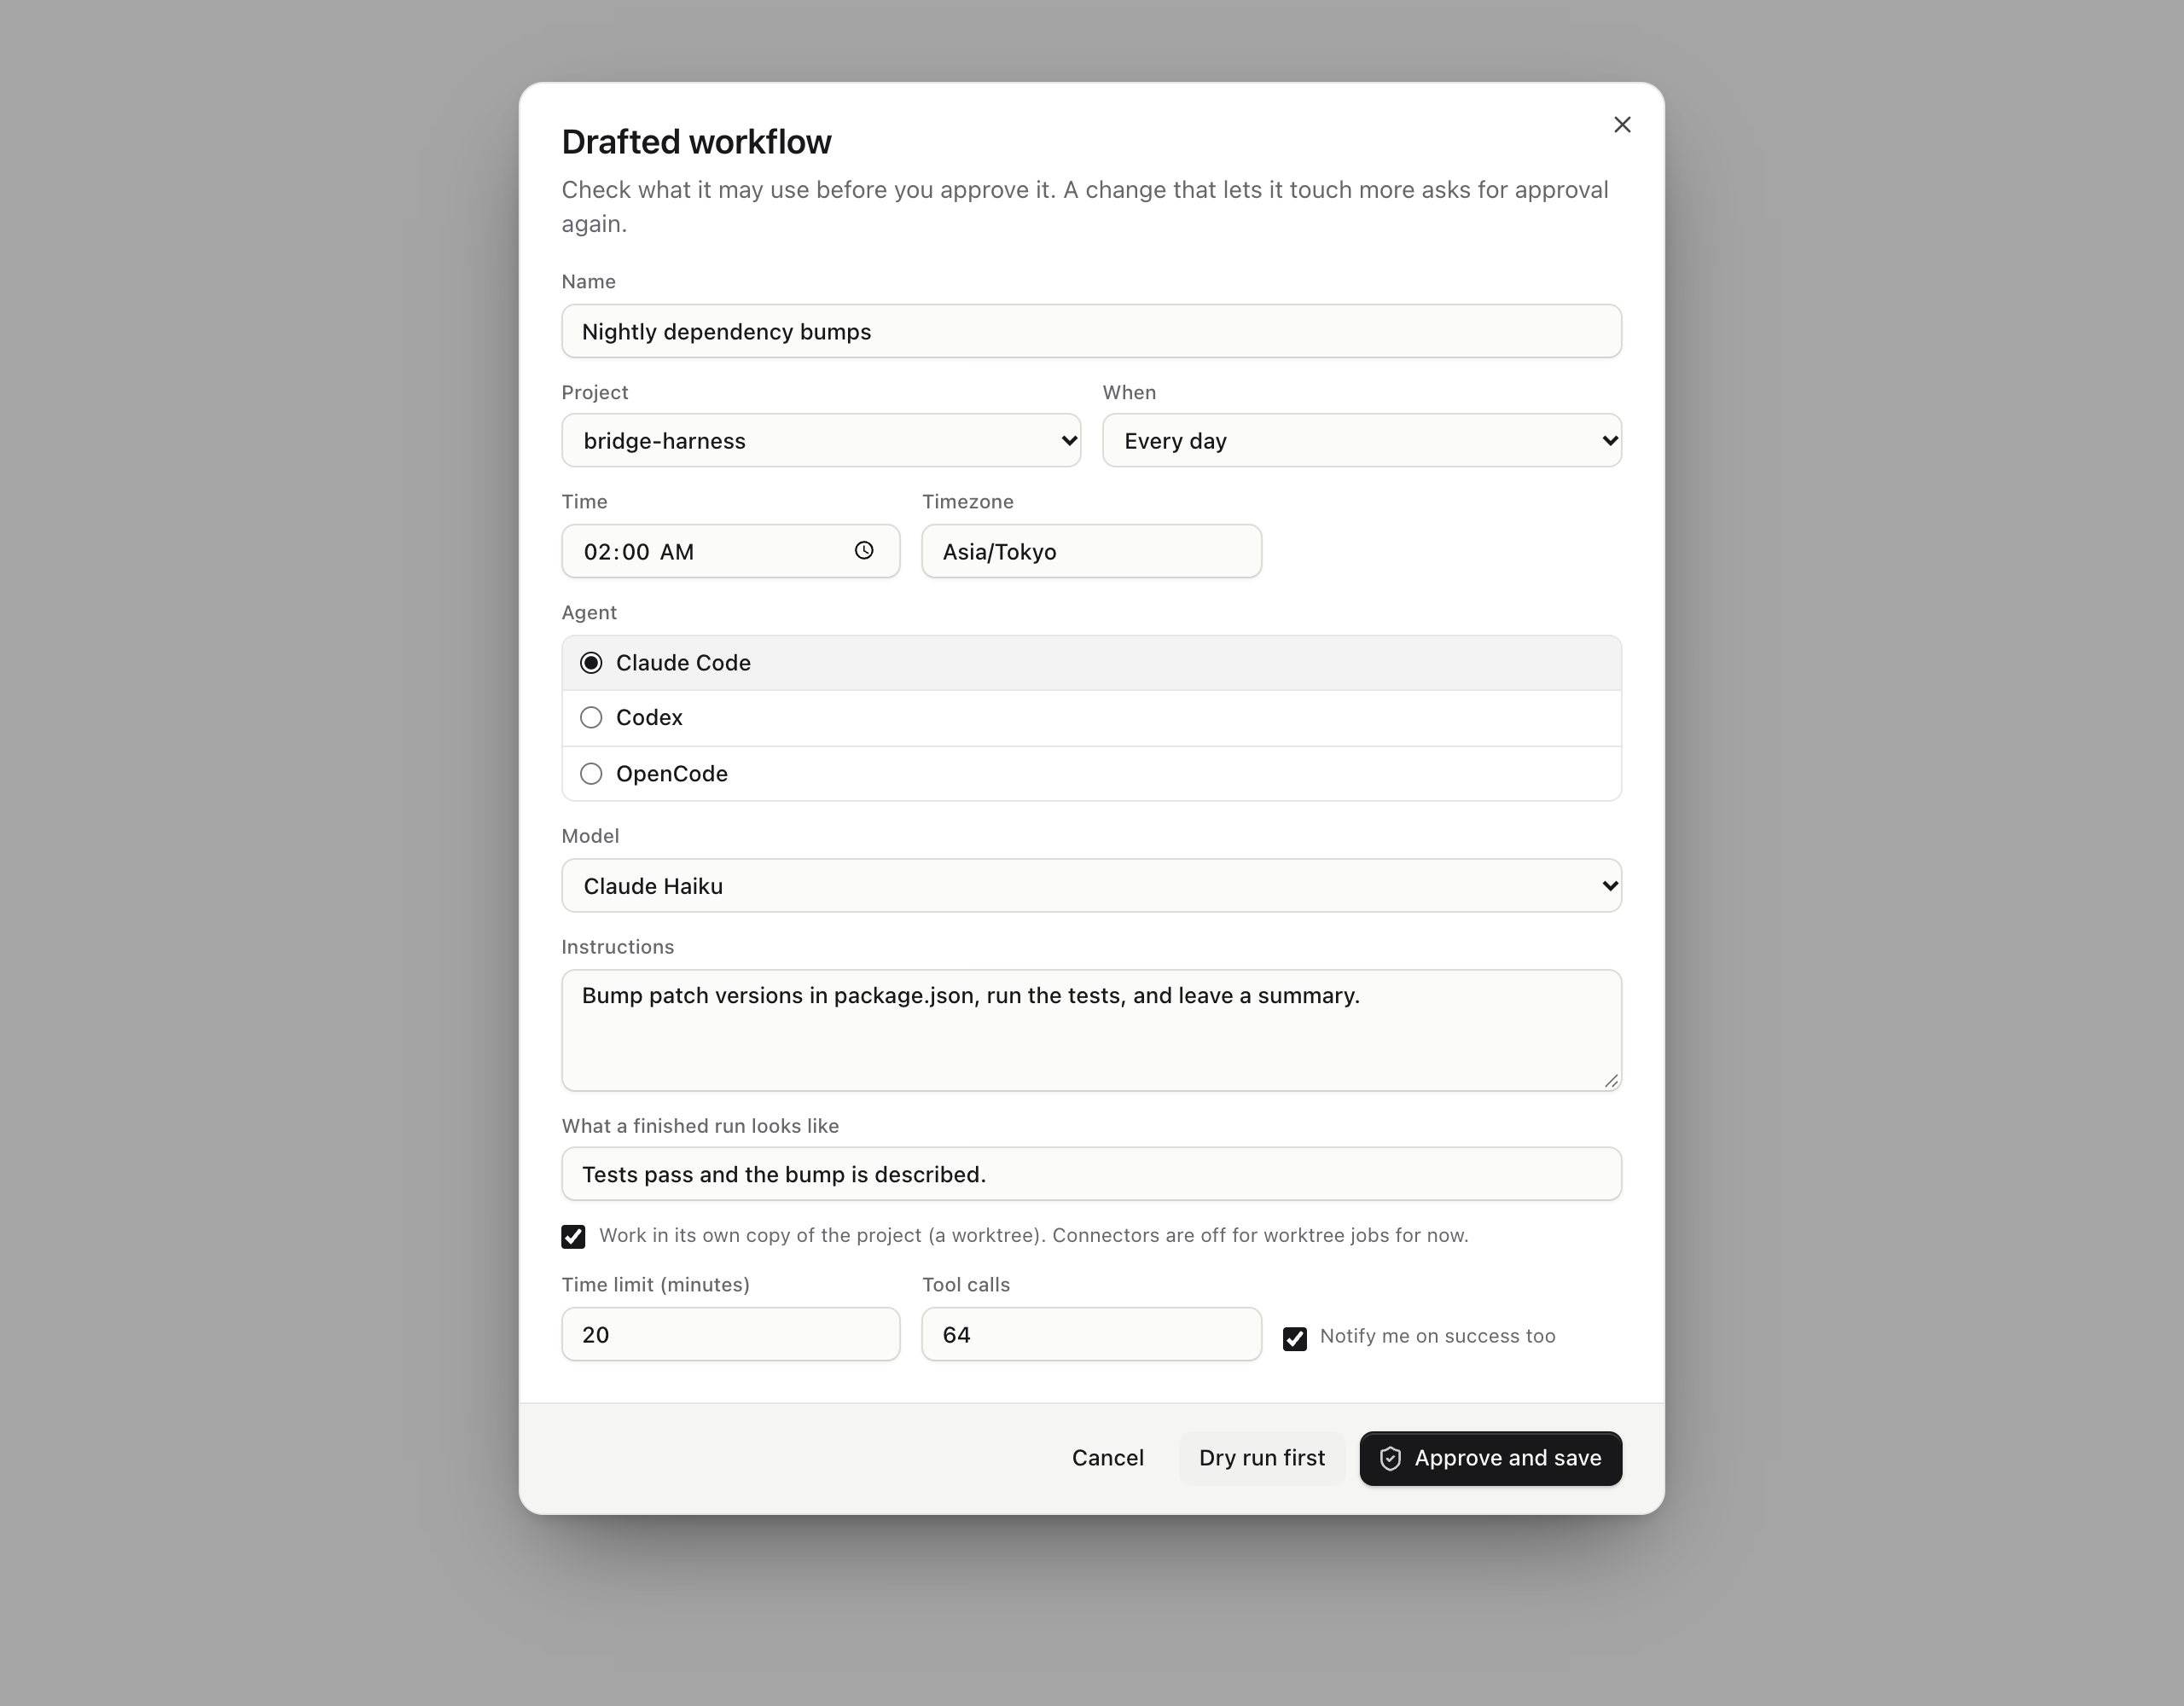 Drafted workflow
Check what it may use before you approve it. A change that lets it touch more asks for approval
again.
Name
Nightly dependency bumps
Project
When
bridge-harness
Every day
Time
Timezone
02:00 AM
Asia/Tokyo
Agent
Claude Code
Codex
OpenCode
Model
Claude Haiku
Instructions
Bump patch versions in package.json, run the tests, and leave a summary.
What a finished run looks like
Tests pass and the bump is described.
Work in its own copy of the project (a worktree). Connectors are off for worktree jobs for now.
Time limit (minutes)
Tool calls
20
64
Notify me on success too
Cancel
Dry run first
Approve and save